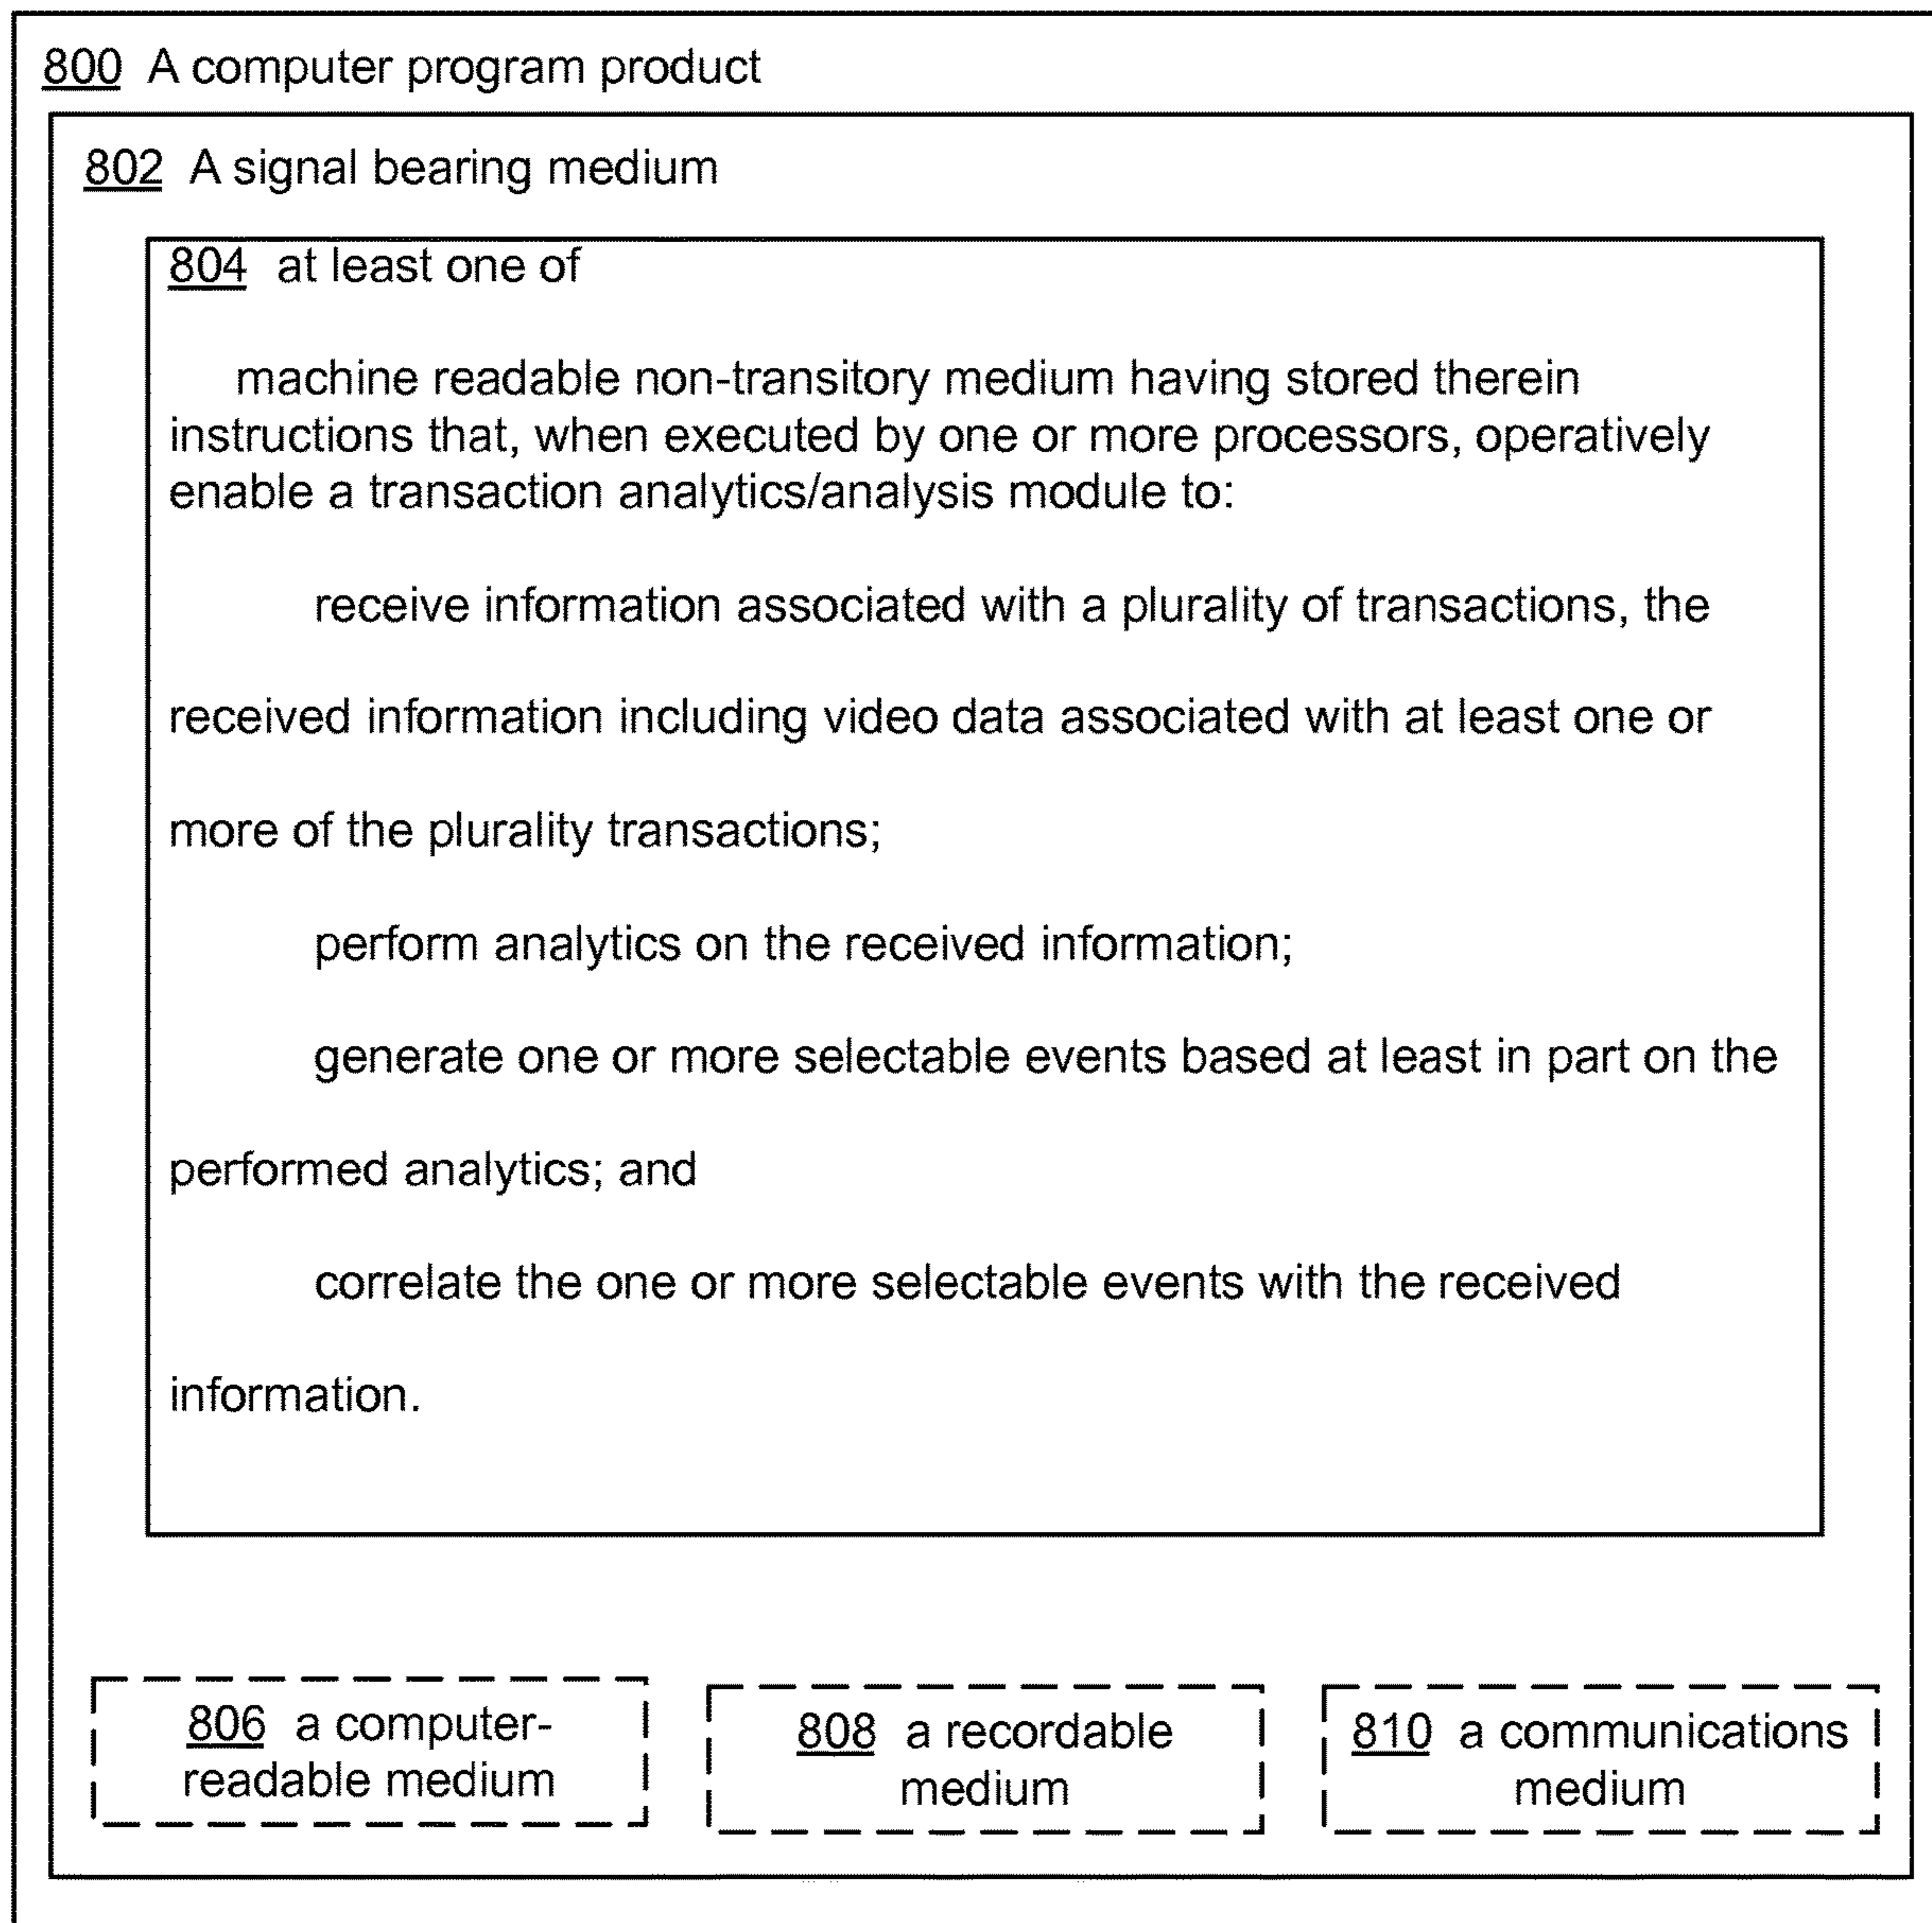 800 A computer program product
802 A signal bearing medium
804 at least one of
machine readable non-transitory medium having stored therein
instructions that, when executed by one or more processors, operatively
enable a transaction analytics/analysis module to:
receive information associated with a plurality of transactions, the
received information including video data associated with at least one or
more of the plurality transactions;
perform analytics on the received information;
generate one or more selectable events based at least in part on the
performed analytics; and
correlate the one or more selectable events with the received
information.
806 a computer-
readable medium
808 a recordable
medium
810 a communications
medium